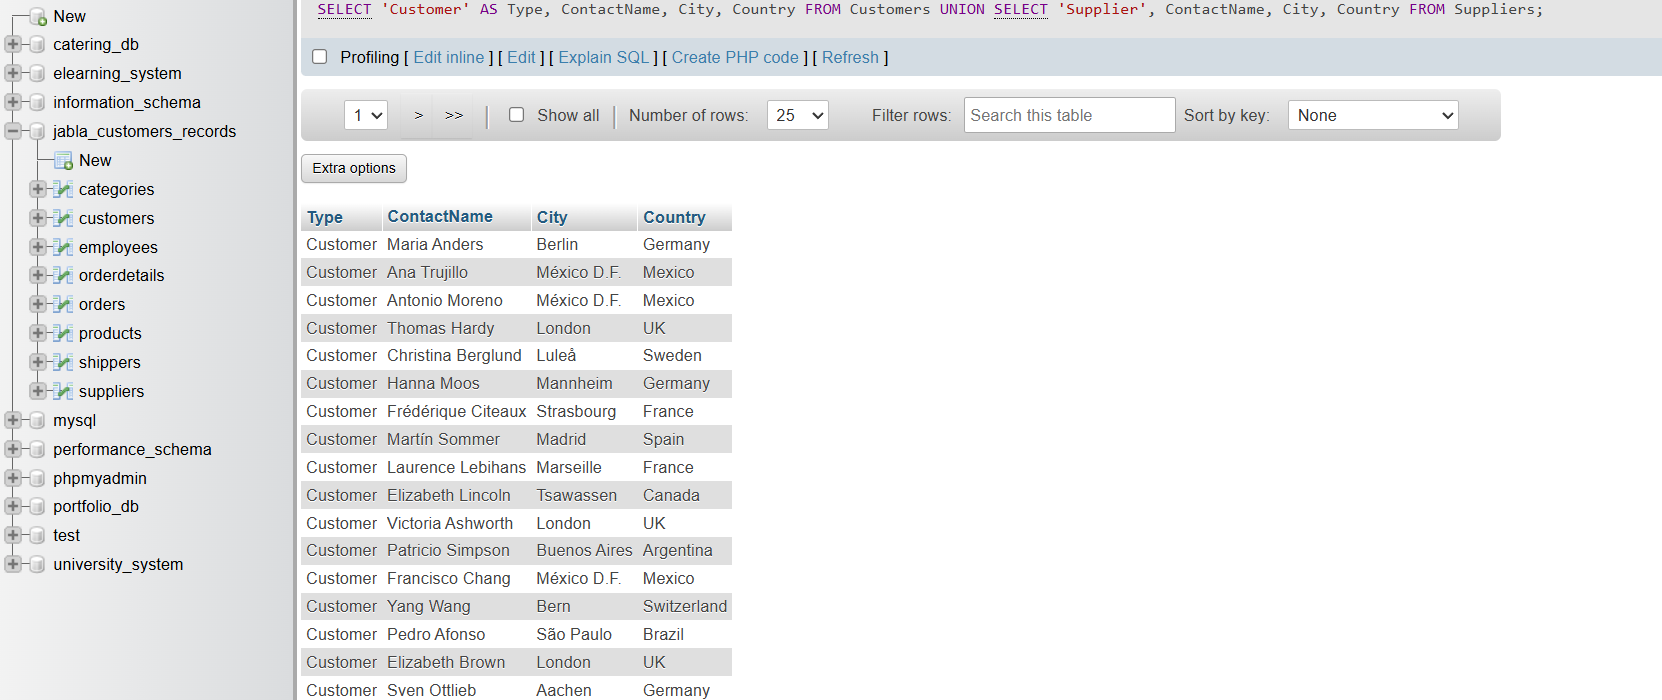 SELECT 'Customer' AS Type, ContactName, City, Country FROM Customers UNION SELECT 'Supplier', ContactName, City, Country FROM Suppliers;
Profiling [ Edit inline ] [ Edit ] [ Explain SQL ] [ Create PHP code ] [ Refresh ]
1 > >> Show all Number of rows: 25 Filter rows: Search this table Sort by key: None
Extra options
Type ContactName City Country
Customer Maria Anders Berlin Germany
Customer Ana Trujillo México D.F. Mexico
Customer Antonio Moreno México D.F. Mexico
Customer Thomas Hardy London UK
Customer Christina Berglund Luleå Sweden
Customer Hanna Moos Mannheim Germany
Customer Frédérique Citeaux Strasbourg France
Customer Martín Sommer Madrid Spain
Customer Laurence Lebihans Marseille France
Customer Elizabeth Lincoln Tsawassen Canada
Customer Victoria Ashworth London UK
Customer Patricio Simpson Buenos Aires Argentina
Customer Francisco Chang México D.F. Mexico
Customer Yang Wang Bern Switzerland
Customer Pedro Afonso São Paulo Brazil
Customer Elizabeth Brown London UK
Customer Sven Ottlieb Aachen Germany
New
catering_db
elearning_system
information_schema
jabla_customers_records
New
categories
customers
employees
orderdetails
orders
products
shippers
suppliers
mysql
performance_schema
phpmyadmin
portfolio_db
test
university_system